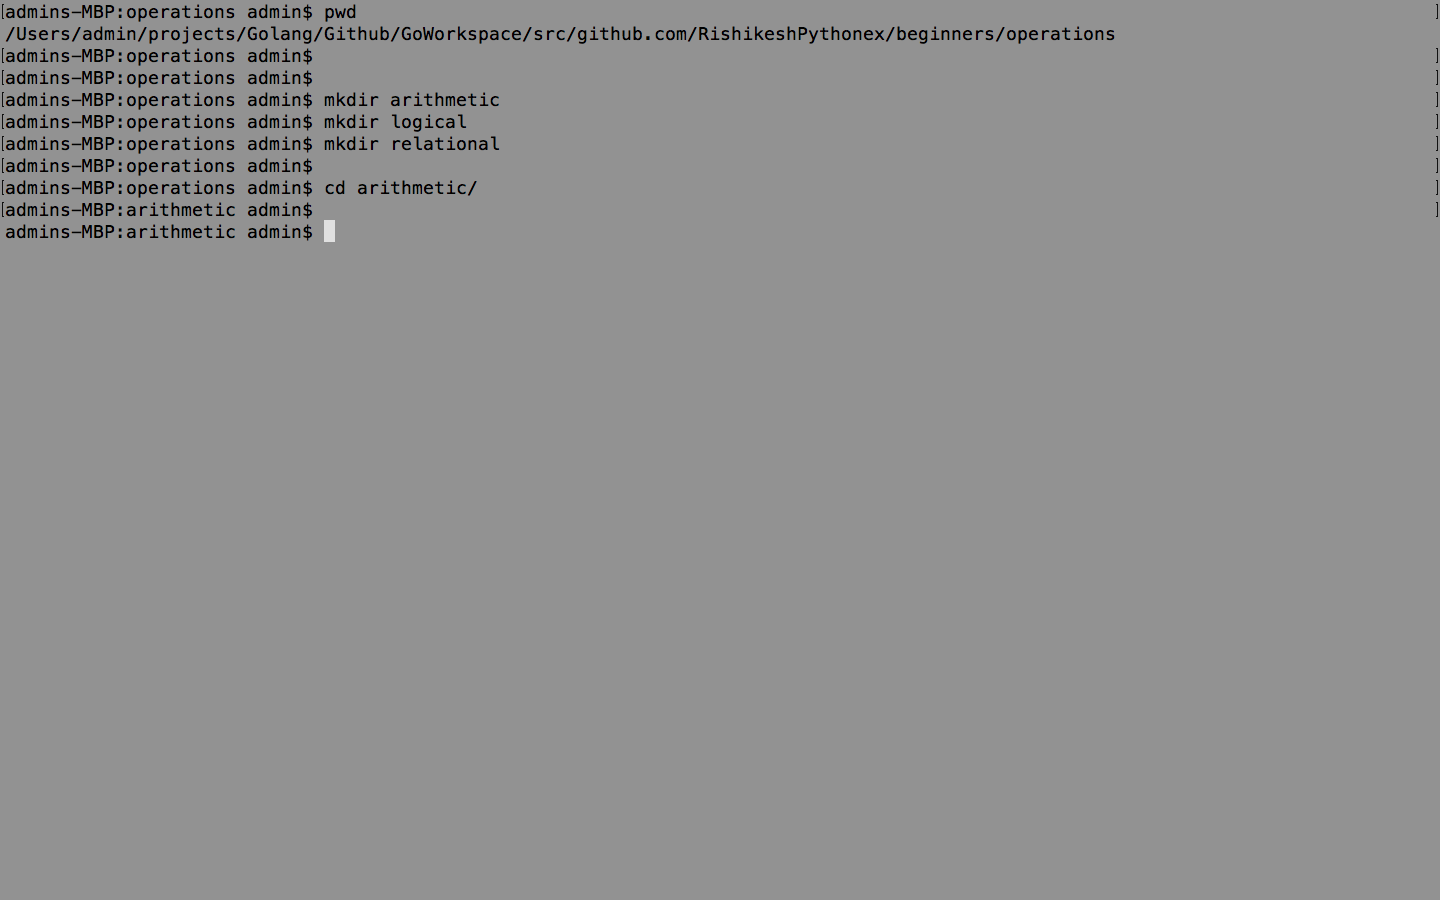 [admins-MBP:operations admin$ pwd ]
/Users/admin/projects/Golang/Github/GoWorkspace/src/github.com/RishikeshPythonex/beginners/operations
[admins-MBP:operations admin$ ]
[admins-MBP:operations admin$ ]
[admins-MBP:operations admin$ mkdir arithmetic ]
[admins-MBP:operations admin$ mkdir logical ]
[admins-MBP:operations admin$ mkdir relational ]
[admins-MBP:operations admin$ ]
[admins-MBP:operations admin$ cd arithmetic/ ]
[admins-MBP:arithmetic admin$ ]
admins-MBP:arithmetic admin$